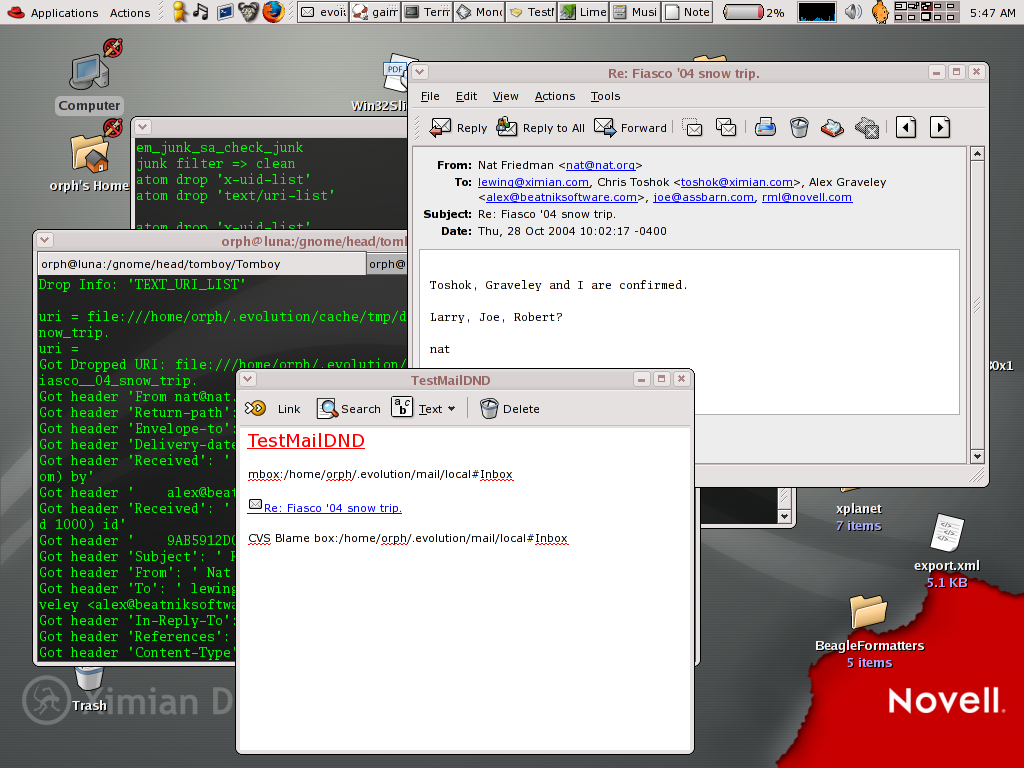 Applications Actions evoi gaim Tern Mono TestM Lime Musi Note 2% 5:47 AM
Computer
orph's Home
Win32Sli
em_junk_sa_check_junk
junk filter => clean
atom drop 'x-uid-list'
atom drop 'text/uri-list'
atom drop 'x-uid-list'
orph@luna:/gnome/head/toml
orph@luna:/gnome/head/tomboy/Tomboy orph@
Drop Info: 'TEXT_URI_LIST'
uri = file:///home/orph/.evolution/cache/tmp/d
now_trip.
uri =
Got Dropped URI: file:///home/orph/.evolution/
iasco__04_snow_trip.
Got header 'From nat@nat.
Got header 'Return-path':
Got header 'Envelope-to':
Got header 'Delivery-date
Got header 'Received': '
om) by'
Got header '    alex@beat
Got header 'Received': '
d 1000) id'
Got header '    9AB5912DC
Got header 'Subject': ' R
Got header 'From': ' Nat
Got header 'To': ' lewing
veley <alex@beatniksoftwa
Got header 'In-Reply-To':
Got header 'References':
Got header 'Content-Type'
Re: Fiasco '04 snow trip.
File Edit View Actions Tools
Reply Reply to All Forward
From: Nat Friedman <nat@nat.org>
To: lewing@ximian.com, Chris Toshok <toshok@ximian.com>, Alex Graveley
<alex@beatniksoftware.com>, joe@assbarn.com, rml@novell.com
Subject: Re: Fiasco '04 snow trip.
Date: Thu, 28 Oct 2004 10:02:17 -0400
Toshok, Graveley and I are confirmed.
Larry, Joe, Robert?
nat
TestMailDND
Link Search Text Delete
TestMailDND
mbox:/home/orph/.evolution/mail/local#Inbox
Re: Fiasco '04 snow trip.
CVS Blame box:/home/orph/.evolution/mail/local#Inbox
0x1
xplanet
7 items
export.xml
5.1 KB
BeagleFormatters
5 items
Trash
Ximian D
Novell.